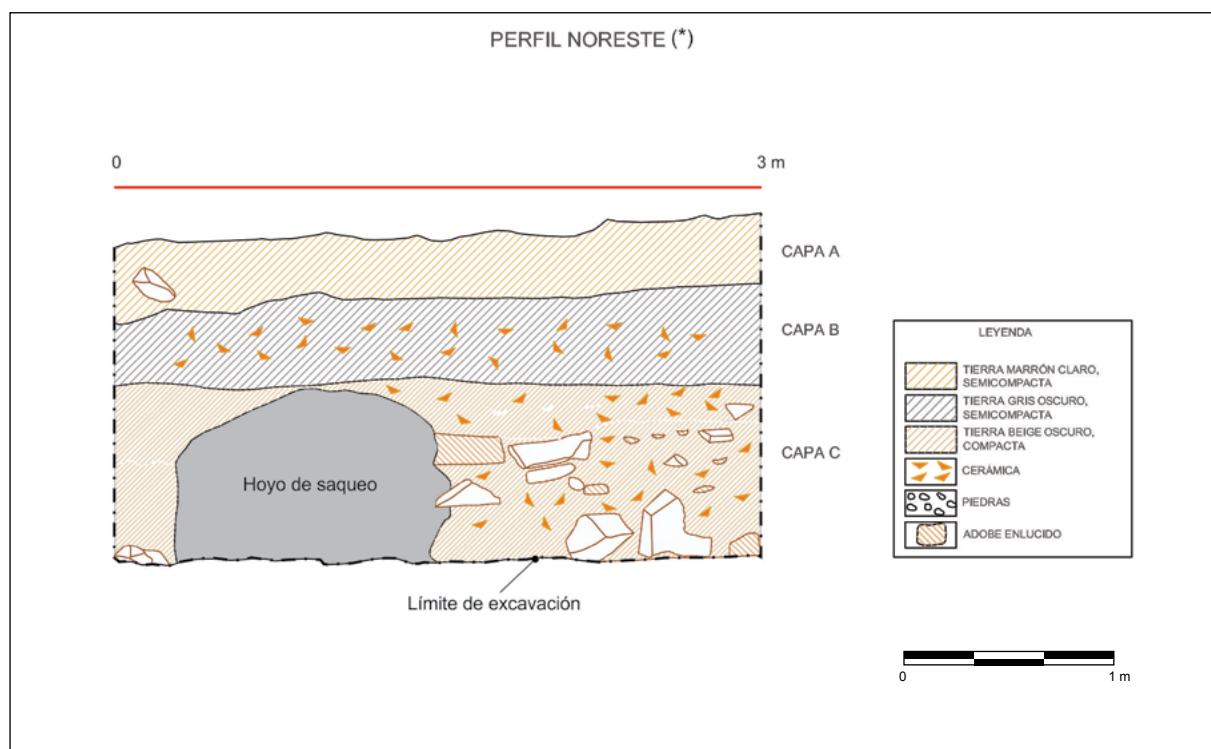 PERFIL NORESTE (*)
0
3 m
CAPA A
CAPA B
CAPA C
Hoyo de saqueo
Límite de excavación
LEYENDA
TIERRA MARRÓN CLARO,
SEMICOMPACTA
TIERRA GRIS OSCURO,
SEMICOMPACTA
TIERRA BEIGE OSCURO,
COMPACTA
CERÁMICA
PIEDRAS
ADOBE ENLUCIDO
0
1 m